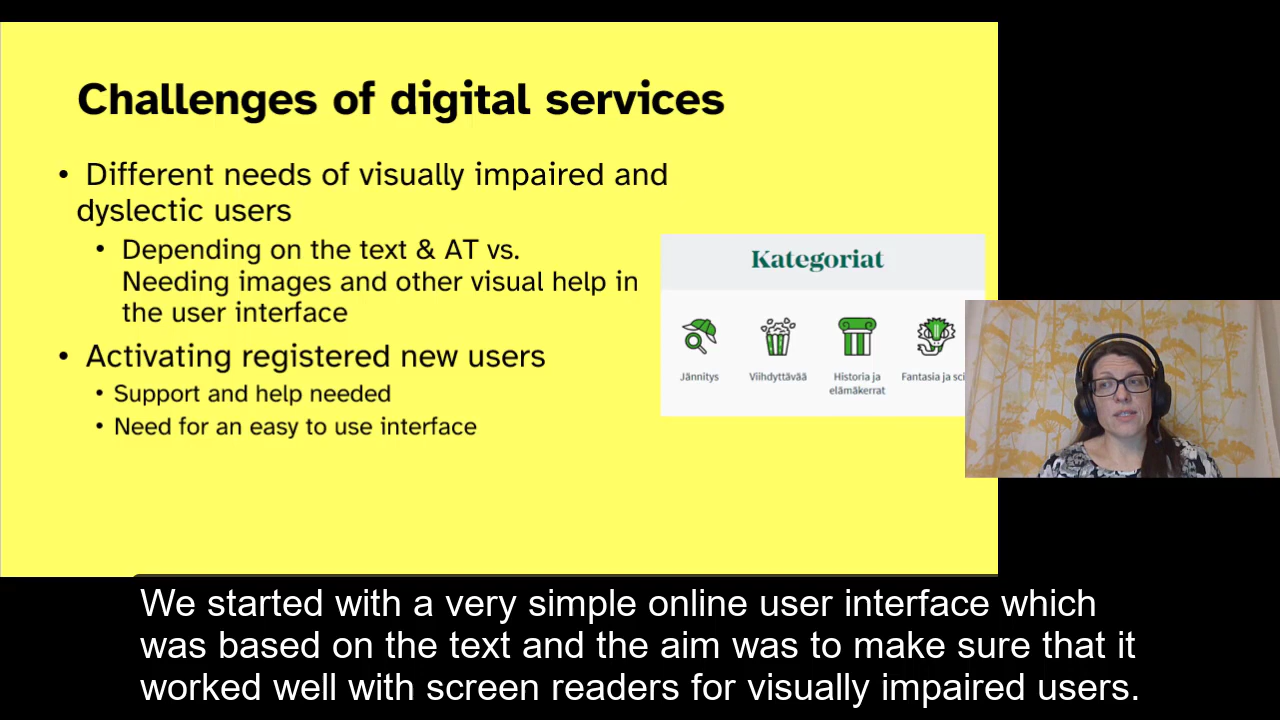 Challenges of digital services
• Different needs of visually impaired and
dyslectic users
• Depending on the text & AT vs.
Needing images and other visual help in
the user interface
• Activating registered new users
• Support and help needed
• Need for an easy to use interface
Kategoriat
Jännitys
Viihdyttävää
Historia ja
elämäkerrat
Fantasia ja sci
We started with a very simple online user interface which
was based on the text and the aim was to make sure that it
worked well with screen readers for visually impaired users.